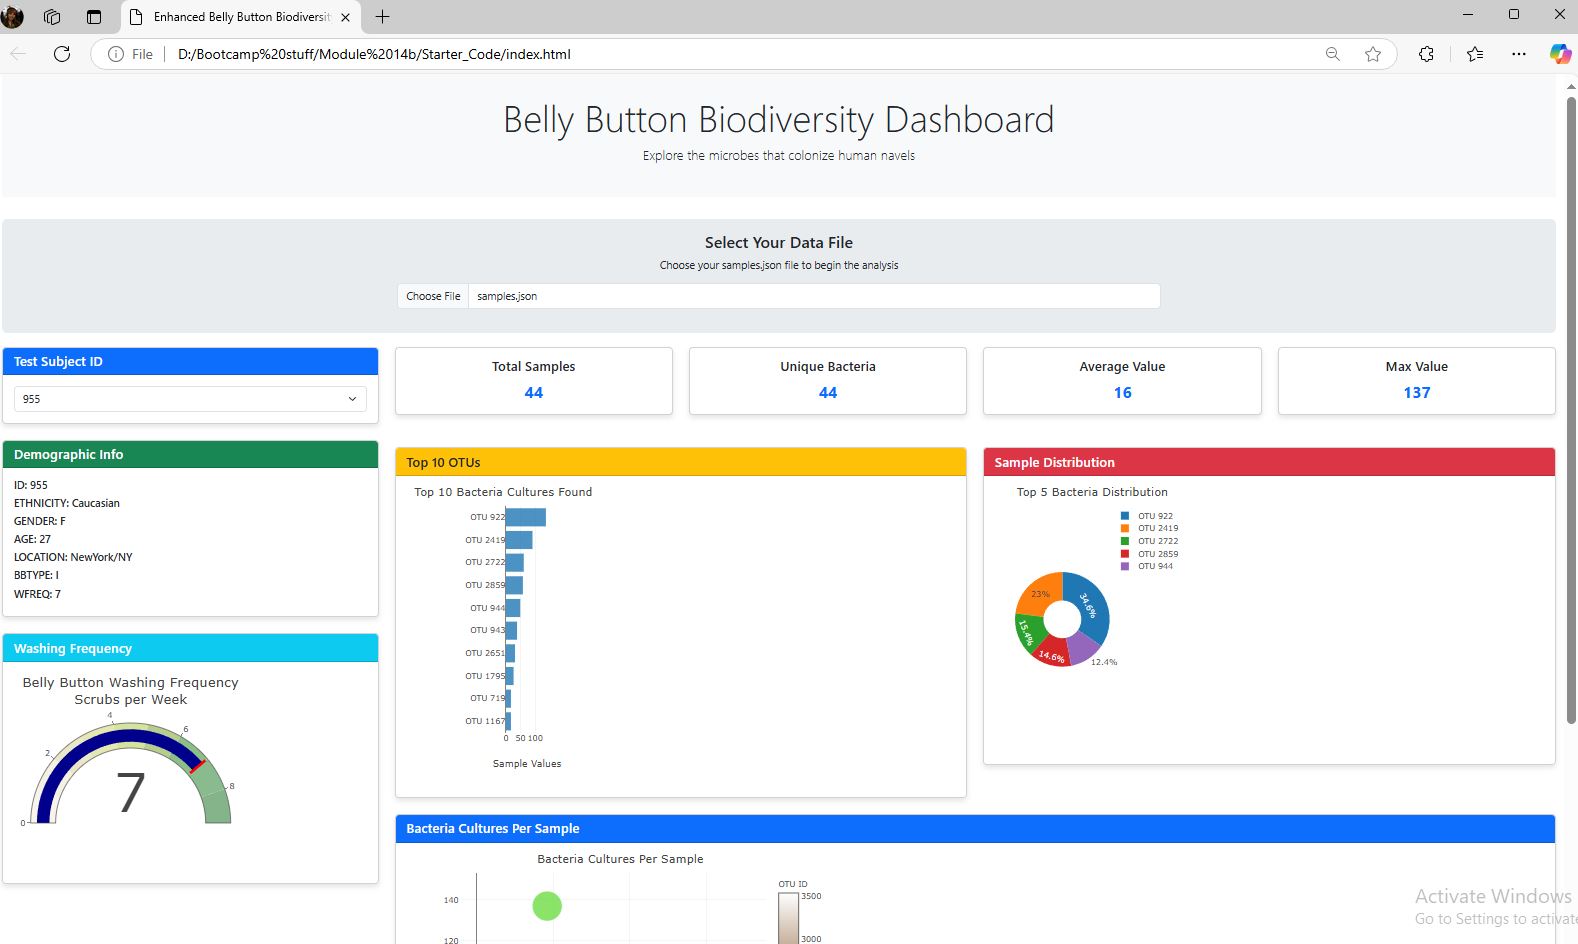 Enhanced Belly Button Biodiversit
File
D:/Bootcamp%20stuff/Module%2014b/Starter_Code/index.html
Belly Button Biodiversity Dashboard
Explore the microbes that colonize human navels
Select Your Data File
Choose your samples.json file to begin the analysis
Choose File samples.json
Test Subject ID
955
Total Samples
44
Unique Bacteria
44
Average Value
16
Max Value
137
Demographic Info
ID: 955
ETHNICITY: Caucasian
GENDER: F
AGE: 27
LOCATION: NewYork/NY
BBTYPE: I
WFREQ: 7
Washing Frequency
Belly Button Washing Frequency
Scrubs per Week
0
2
4
6
8
7
Top 10 OTUs
Top 10 Bacteria Cultures Found
OTU 922
OTU 2419
OTU 2722
OTU 2859
OTU 944
OTU 943
OTU 2651
OTU 1795
OTU 719
OTU 1167
0 50 100
Sample Values
Sample Distribution
Top 5 Bacteria Distribution
OTU 922
OTU 2419
OTU 2722
OTU 2859
OTU 944
34.6%
23%
15.4%
14.6%
12.4%
Bacteria Cultures Per Sample
Bacteria Cultures Per Sample
140
120
OTU ID
3500
3000
Activate Windows
Go to Settings to activate